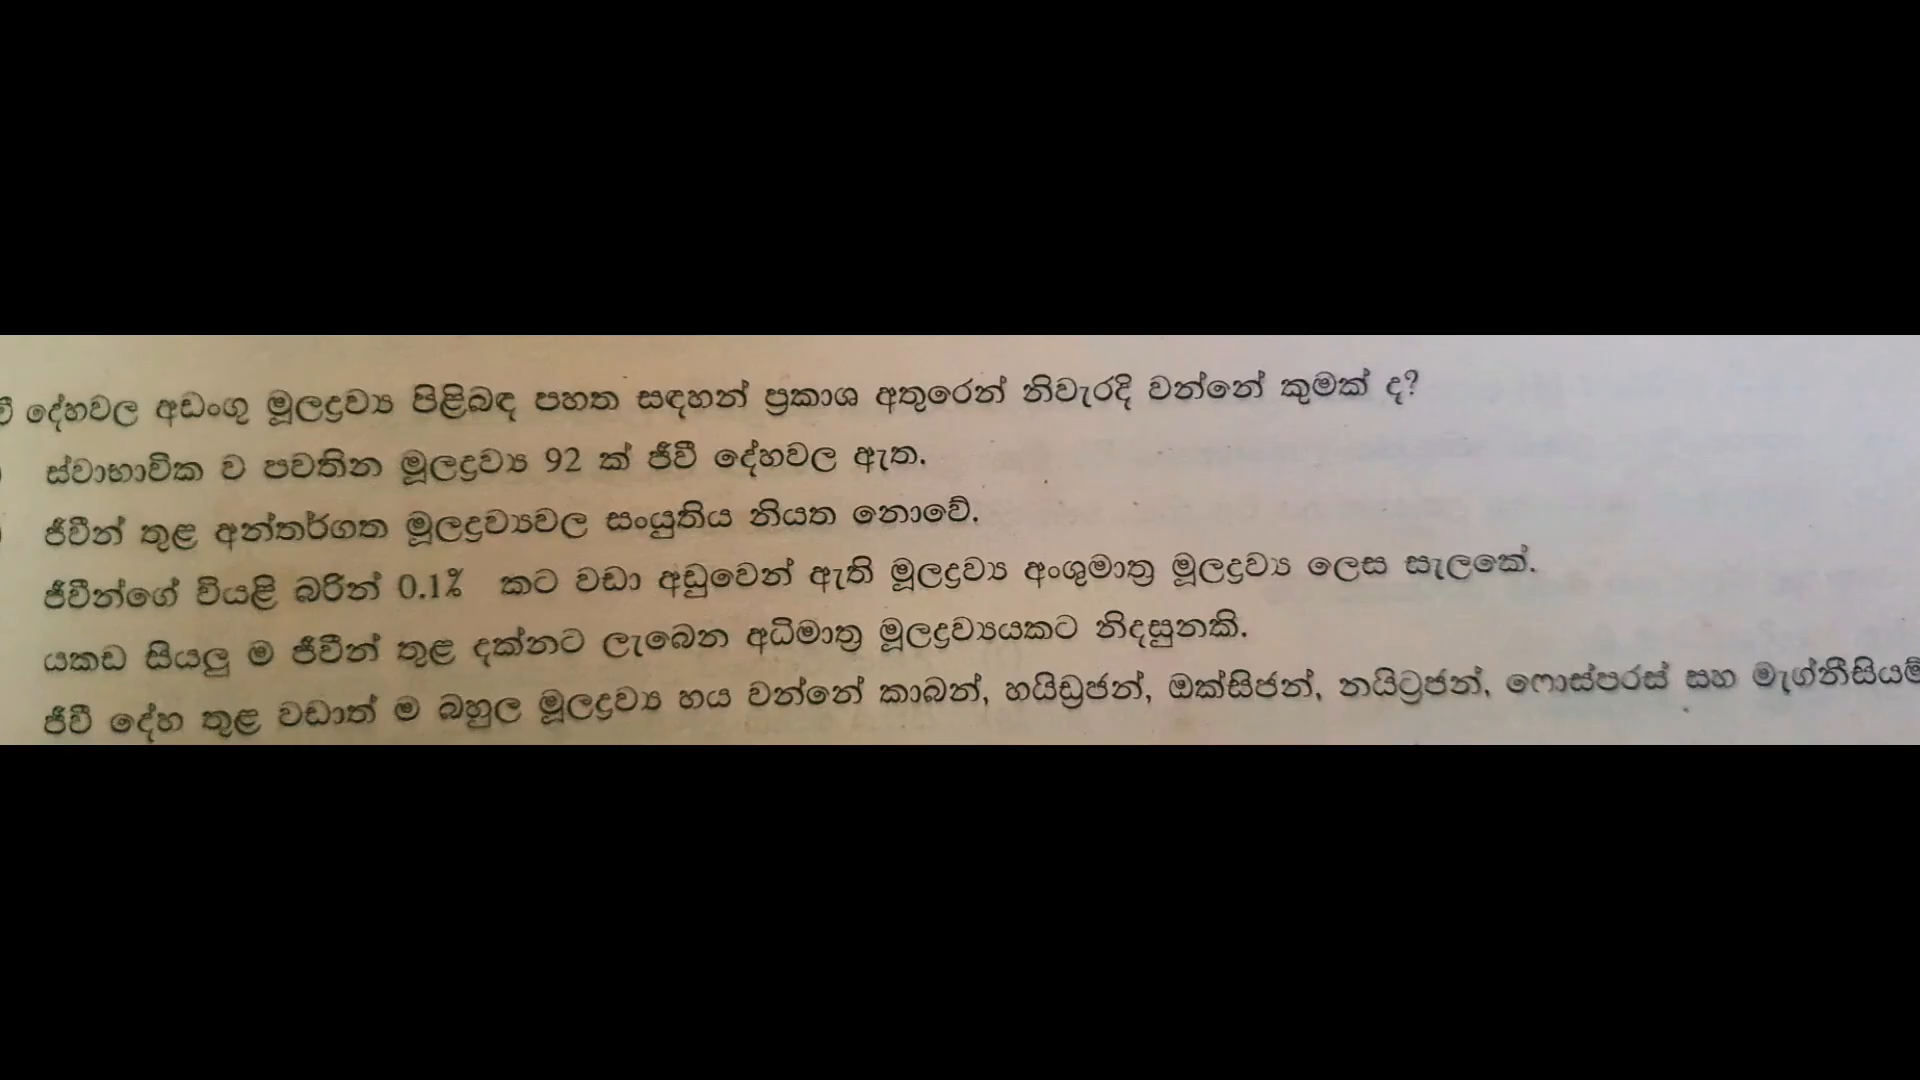 දේහවල අඩංගු මූලද්‍රව්‍ය පිළිබඳ පහත සඳහන් ප්‍රකාශ අතුරෙන් නිවැරදි වන්නේ කුමක් ද?
ස්වාභාවික ව පවතින මූලද්‍රව්‍ය 92 ක් ජීවී දේහවල ඇත.
ජීවීන් තුළ අන්තර්ගත මූලද්‍රව්‍යවල සංයුතිය නියත නොවේ.
ජීවීන්ගේ වියළි බරින් 0.1% කට වඩා අඩුවෙන් ඇති මූලද්‍රව්‍ය අංශුමාත්‍ර මූලද්‍රව්‍ය ලෙස සැලකේ.
යකඩ සියලු ම ජීවීන් තුළ දක්නට ලැබෙන අධිමාත්‍ර මූලද්‍රව්‍යයකට නිදසුනකි.
ජීවී දේහ තුළ වඩාත් ම බහුල මූලද්‍රව්‍ය හය වන්නේ කාබන්, හයිඩ්‍රජන්, ඔක්සිජන්, නයිට්‍රජන්, ෆොස්පරස් සහ මැග්නීසියම්